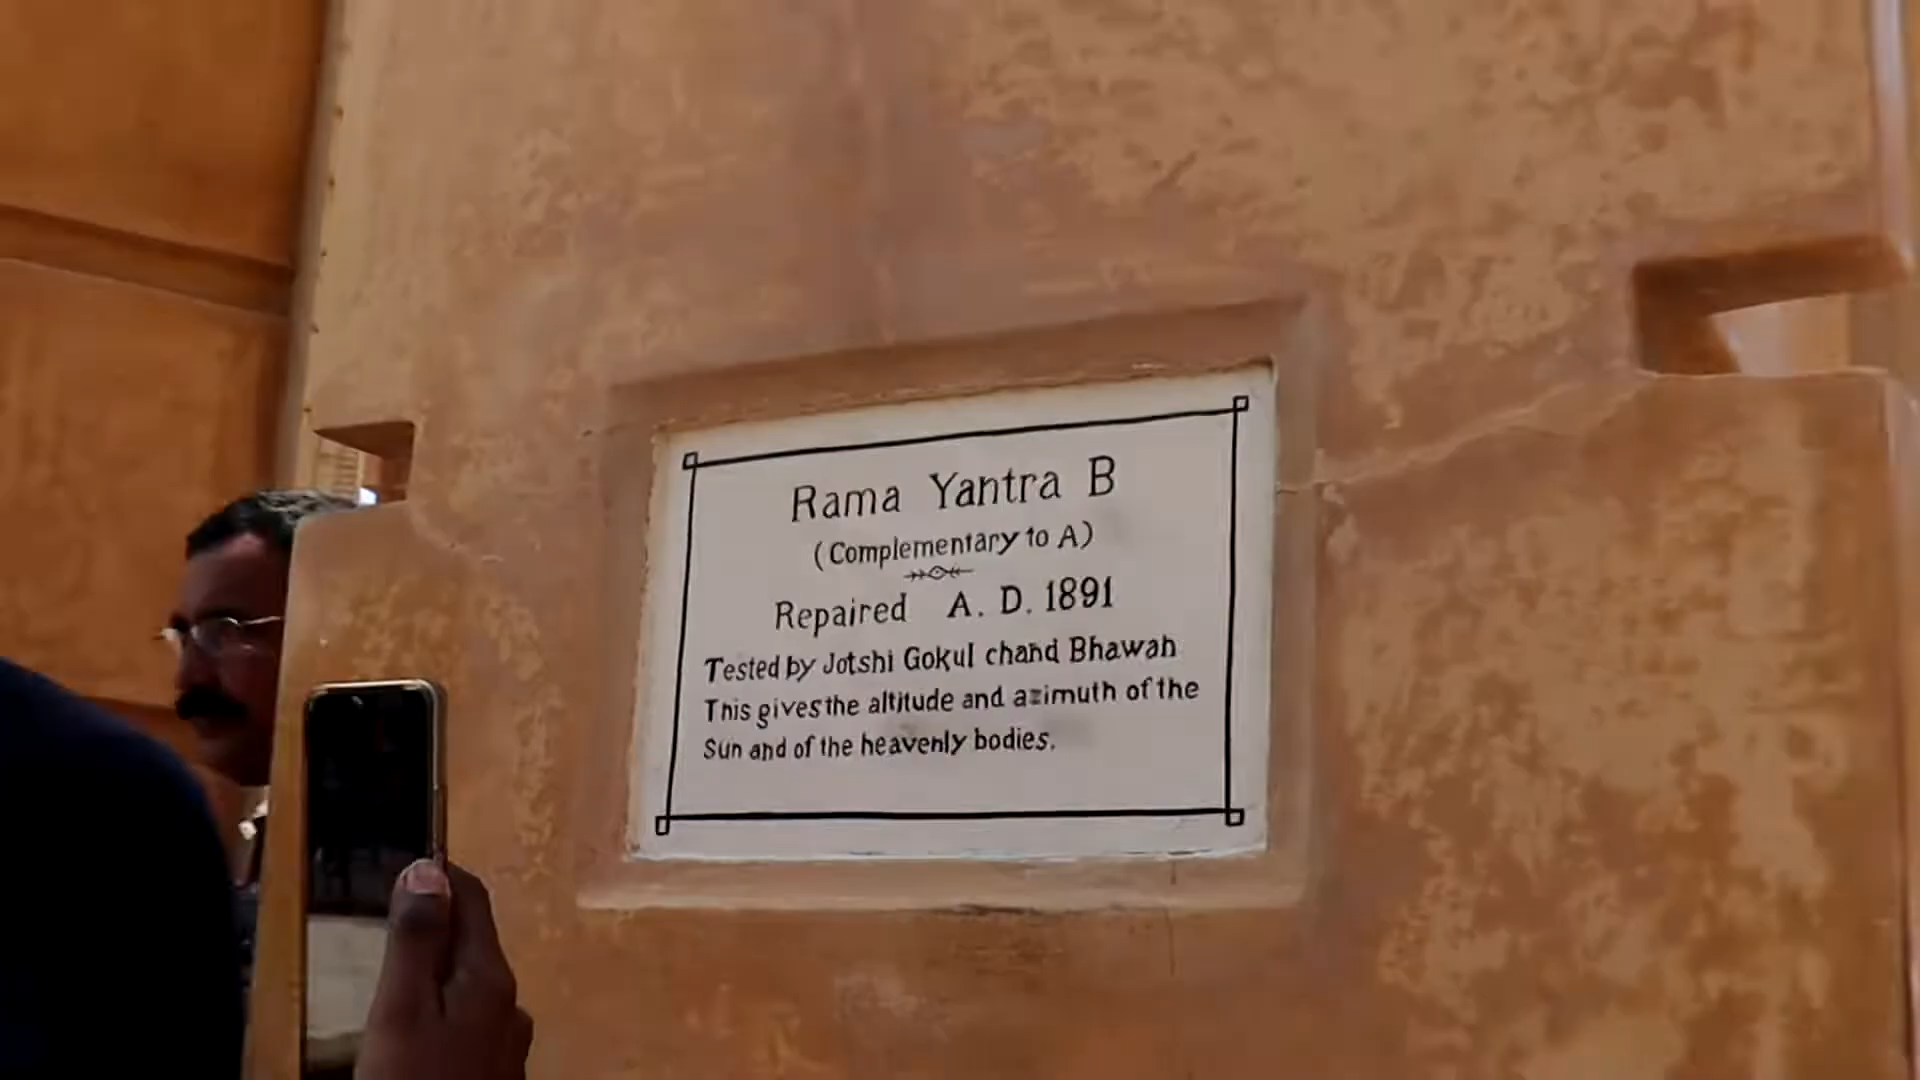 Rama Yantra B
(Complementary to A)
Repaired A. D. 1891
Tested by Jotshi Gokul chand Bhawan
This gives the altitude and azimuth of the
Sun and of the heavenly bodies.